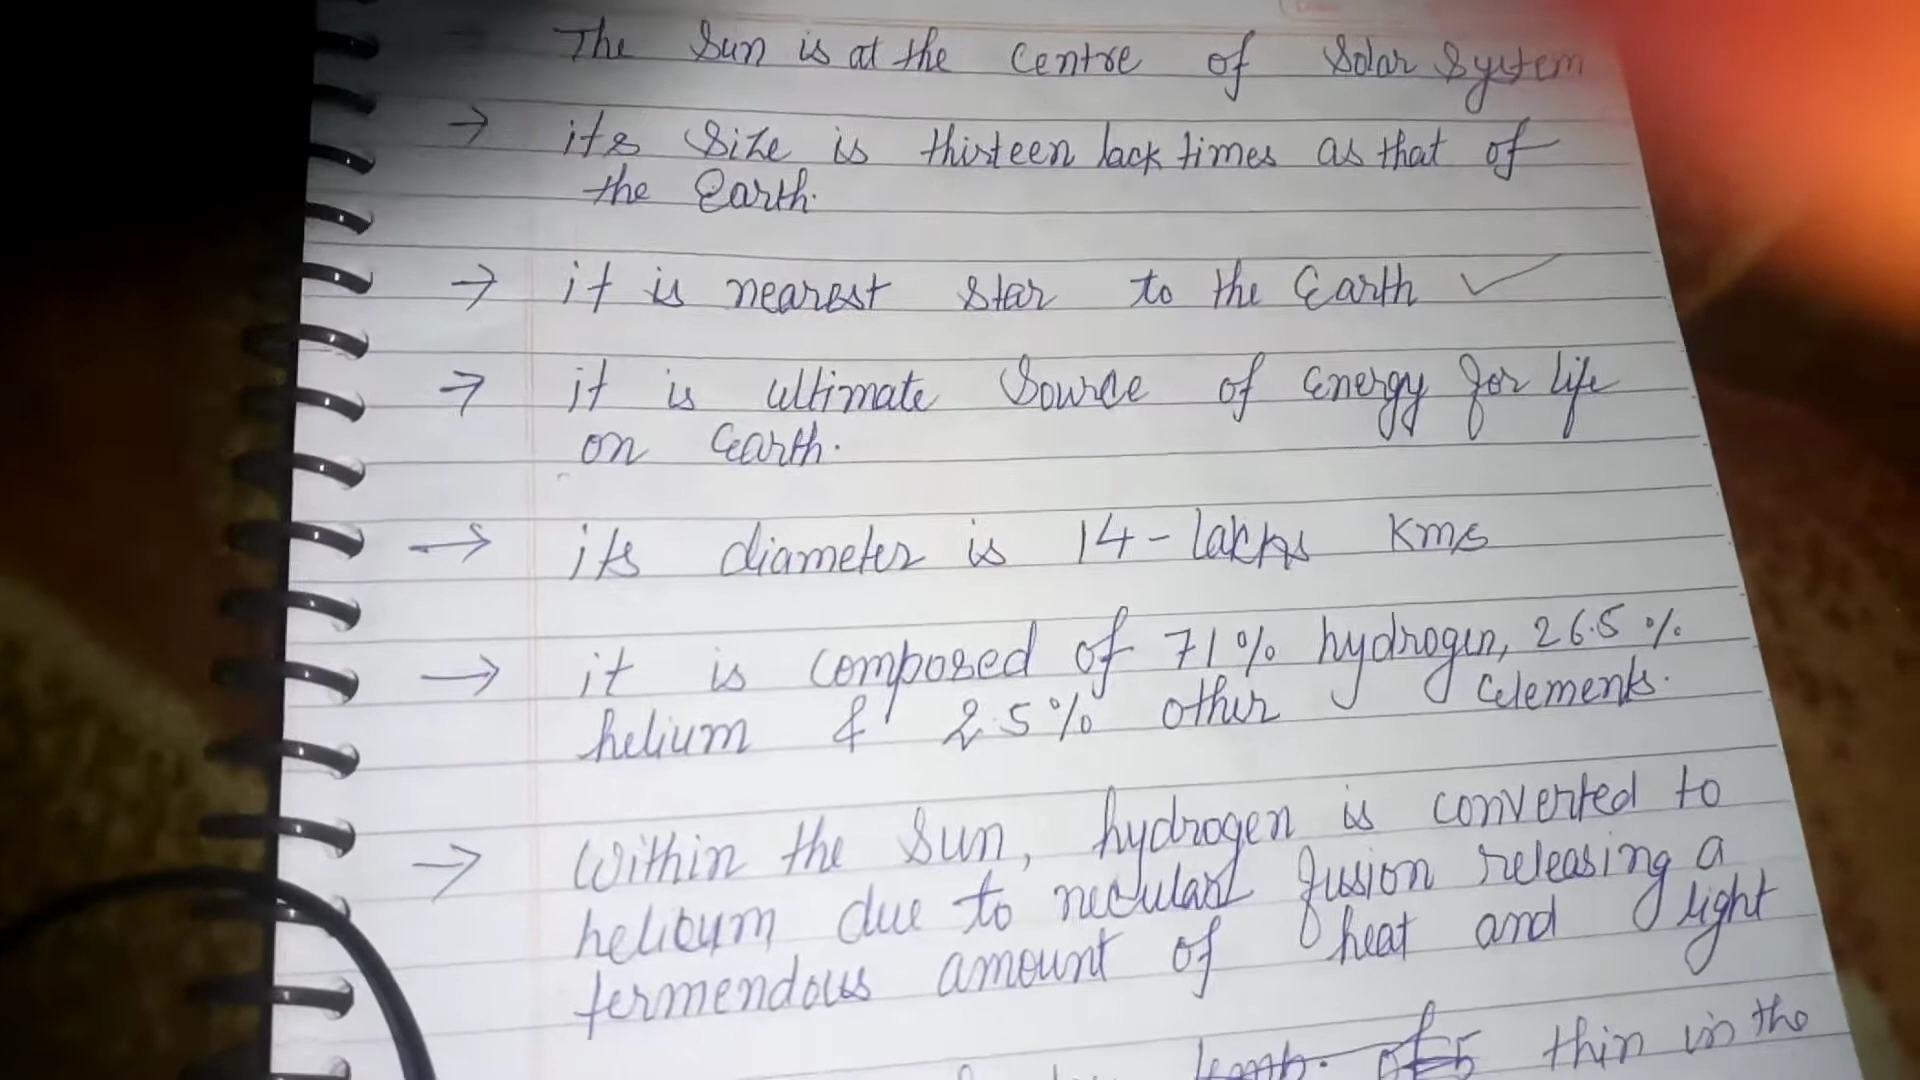 The Sun is at the centre of Solar System
→ its Size is thirteen lack times as that of
the Earth.
→ it is nearest star to the Earth ✓
→ it is ultimate Source of Energy for life
on Earth.
→ its diameter is 14-lakhs Kms
→ it is composed of 71% hydrogen, 26.5%
helium & 2.5% other elements.
→ Within the Sun, hydrogen is converted to
helium due to fusion releasing a
termendous amount of heat and light
thin in the